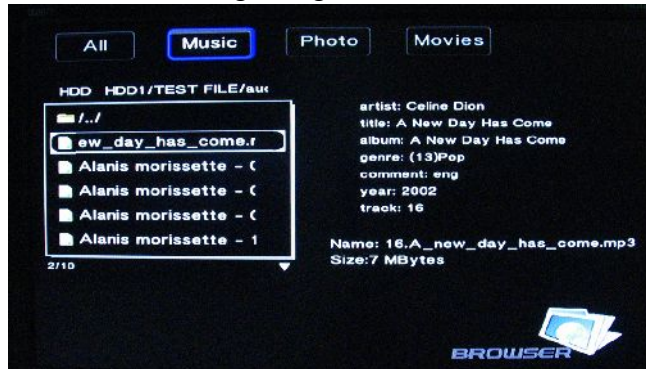 All Music Photo Movies
HDD HDD1/TEST FILE/auc
/../
ew_day_has_come.r
Alanis morissette - (
Alanis morissette - (
Alanis morissette - (
Alanis morissette - 1
2/10
artist: Celine Dion
title: A New Day Has Come
album: A New Day Has Come
genre: (13)Pop
comment: eng
year: 2002
track: 16
Name: 16.A_new_day_has_come.mp3
Size:7 MBytes
BROWSER